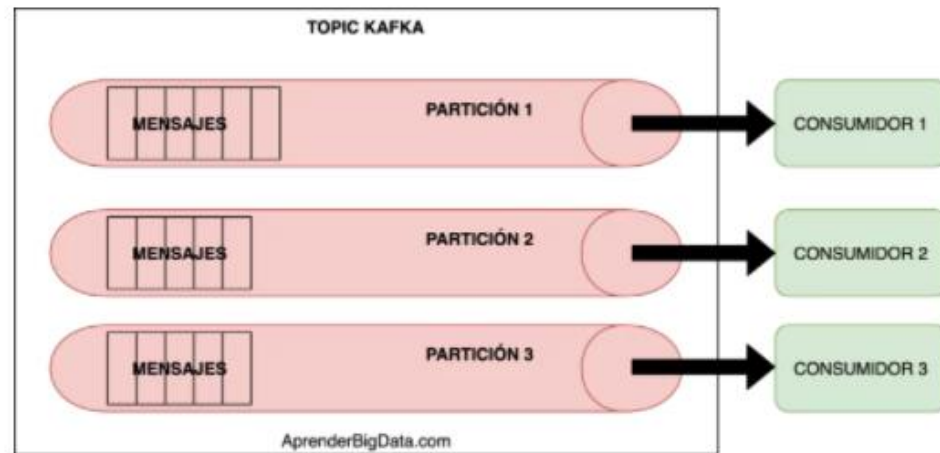 TOPIC KAFKA
MENSAJES
PARTICIÓN 1
CONSUMIDOR 1
MENSAJES
PARTICIÓN 2
CONSUMIDOR 2
MENSAJES
PARTICIÓN 3
CONSUMIDOR 3
AprenderBigData.com